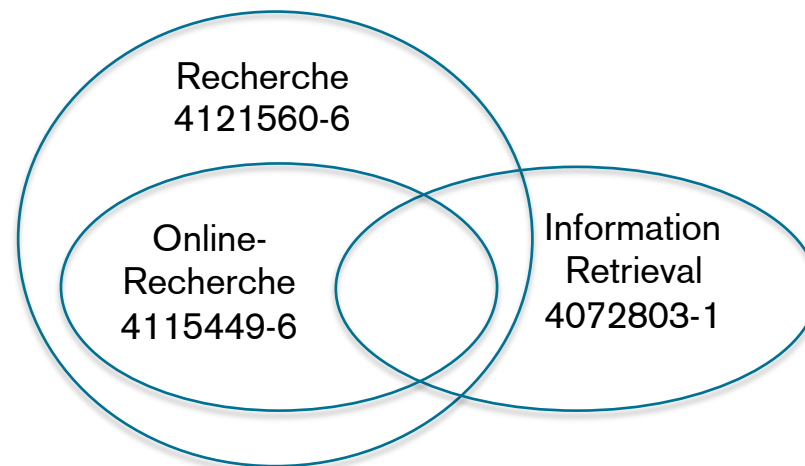 Recherche
4121560-6
Online-
Recherche
4115449-6
Information
Retrieval
4072803-1